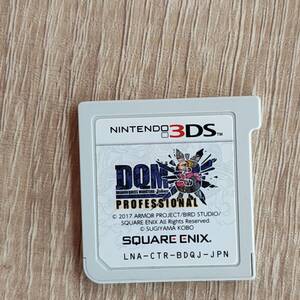 NINTENDO 3DS
DQM
PROFESSIONAL
© 2017 ARMOR PROJECT/BIRD STUDIO/
SQUARE ENIX All Rights Reserved.
© SUGIYAMA KOBO
SQUARE ENIX.
LNA-CTR-BDQJ-JPN